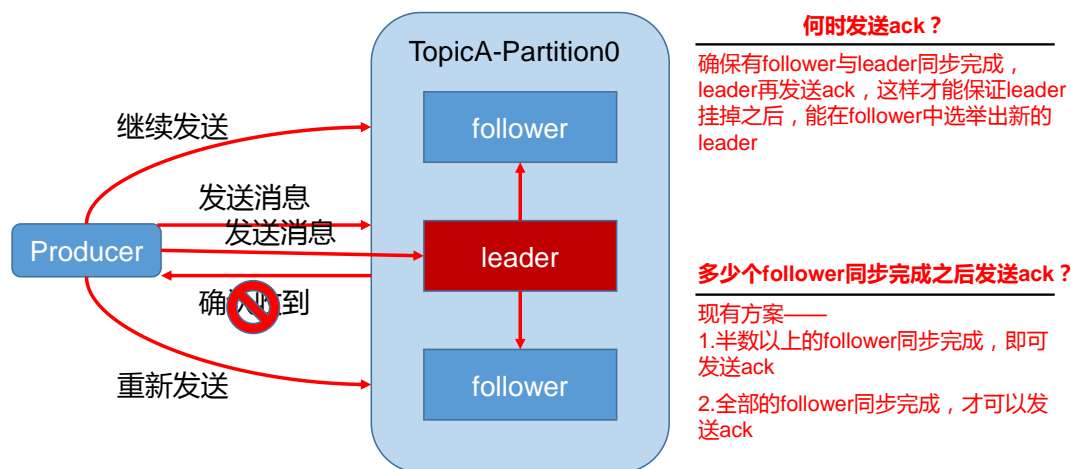 TopicA-Partition0
follower
继续发送
发送消息
发送消息
Producer
leader
确认收到
重新发送
follower
何时发送ack？
确保有follower与leader同步完成，
leader再发送ack，这样才能保证leader
挂掉之后，能在follower中选举出新的
leader
多少个follower同步完成之后发送ack？
现有方案——
1.半数以上的follower同步完成，即可
发送ack
2.全部的follower同步完成，才可以发
送ack